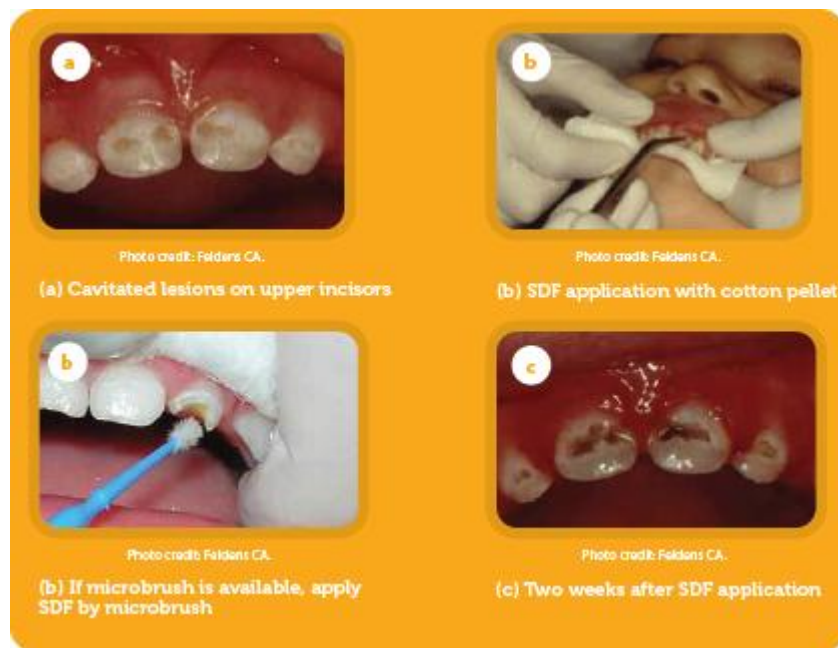 a
Photo credit: Feldens CA.
(a) Cavitated lesions on upper incisors
b
Photo credit: Feldens CA.
(b) SDF application with cotton pellet
b
Photo credit: Feldens CA.
(b) If microbrush is available, apply
SDF by microbrush
c
Photo credit: Feldens CA.
(c) Two weeks after SDF application